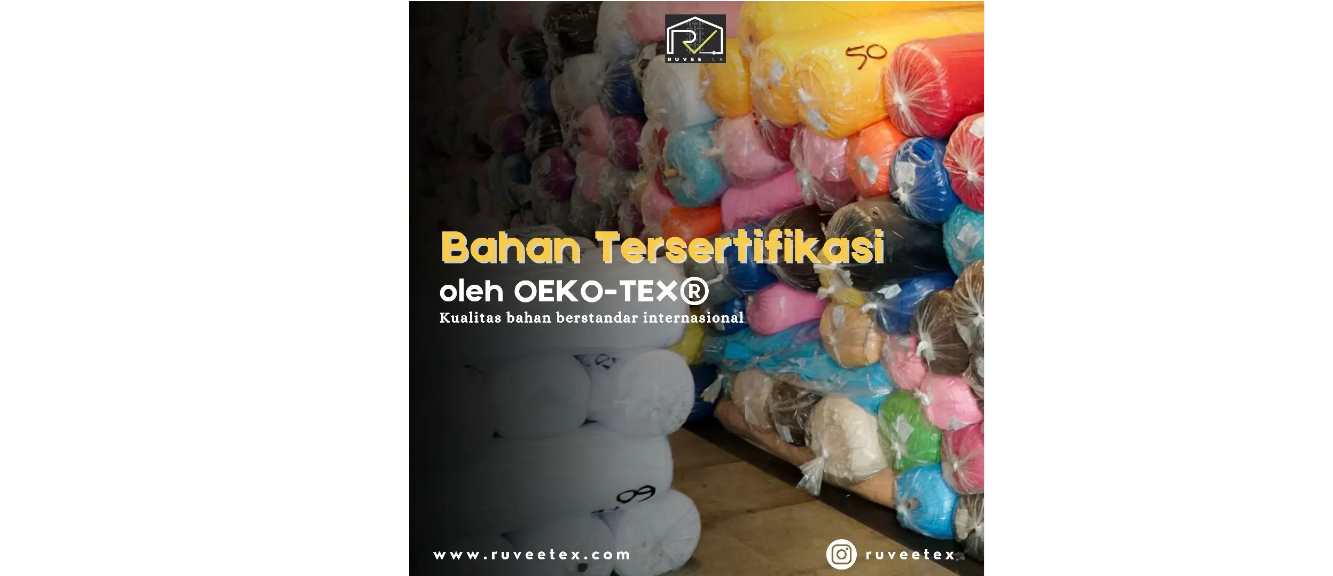 RUVEETEX
50
Bahan Tersertifikasi
oleh OEKO-TEX®
Kualitas bahan berstandar internasional
www.ruveetex.com
ruveetex